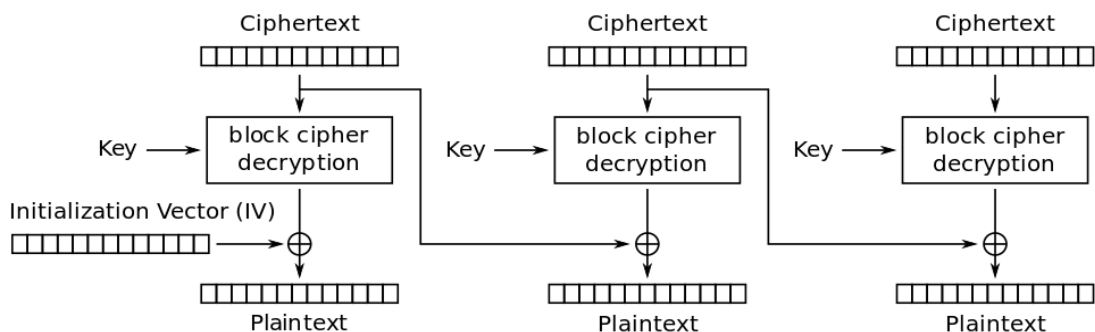 Ciphertext
Ciphertext
Ciphertext
Key
block cipher
decryption
Key
block cipher
decryption
Key
block cipher
decryption
Initialization Vector (IV)
Plaintext
Plaintext
Plaintext